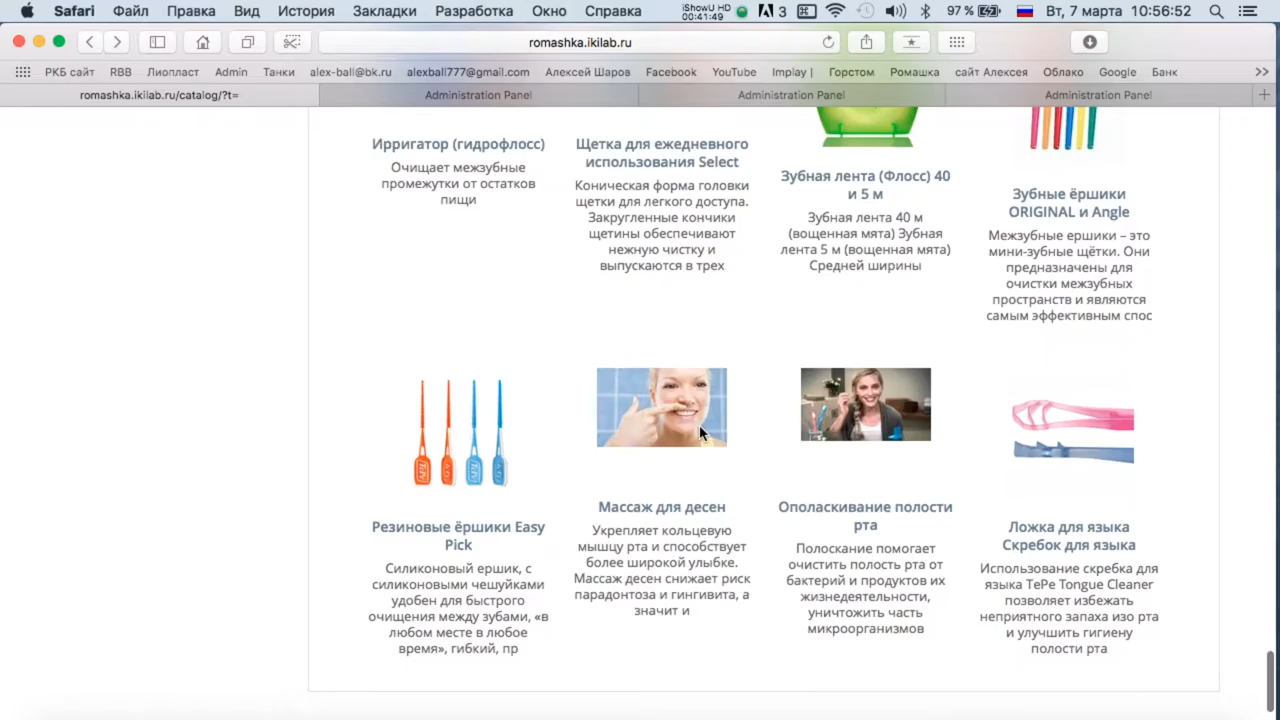 Safari Файл Правка Вид История Закладки Разработка Окно Справка iShowU HD 00:41:49 3 97 % Вт, 7 марта 10:56:52
romashka.ikilab.ru
РКБ сайт RBB Лиопласт Admin Танки alex-ball@bk.ru alexball777@gmail.com Алексей Шаров Facebook YouTube Implay | Горстом Ромашка сайт Алексея Облако Google Банк >>
romashka.ikilab.ru/catalog/?t= Administration Panel Administration Panel Administration Panel +
Ирригатор (гидрофлосс)
Очищает межзубные
промежутки от остатков
пищи
Щетка для ежедневного
использования Select
Коническая форма головки
щетки для легкого доступа.
Закругленные кончики
щетины обеспечивают
нежную чистку и
выпускаются в трех
Зубная лента (Флосс) 40
и 5 м
Зубная лента 40 м
(вощенная мята) Зубная
лента 5 м (вощенная мята)
Средней ширины
Зубные ёршики
ORIGINAL и Angle
Межзубные ершики – это
мини-зубные щётки. Они
предназначены для
очистки межзубных
пространств и являются
самым эффективным спос
Резиновые ёршики Easy
Pick
Силиконовый ершик, с
силиконовыми чешуйками
удобен для быстрого
очищения между зубами, «в
любом месте в любое
время», гибкий, пр
Массаж для десен
Укрепляет кольцевую
мышцу рта и способствует
более широкой улыбке.
Массаж десен снижает риск
парадонтоза и гингивита, а
значит и
Ополаскивание полости
рта
Полоскание помогает
очистить полость рта от
бактерий и продуктов их
жизнедеятельности,
уничтожить часть
микроорганизмов
Ложка для языка
Скребок для языка
Использование скребка для
языка TePe Tongue Cleaner
позволяет избежать
неприятного запаха изо рта
и улучшить гигиену
полости рта